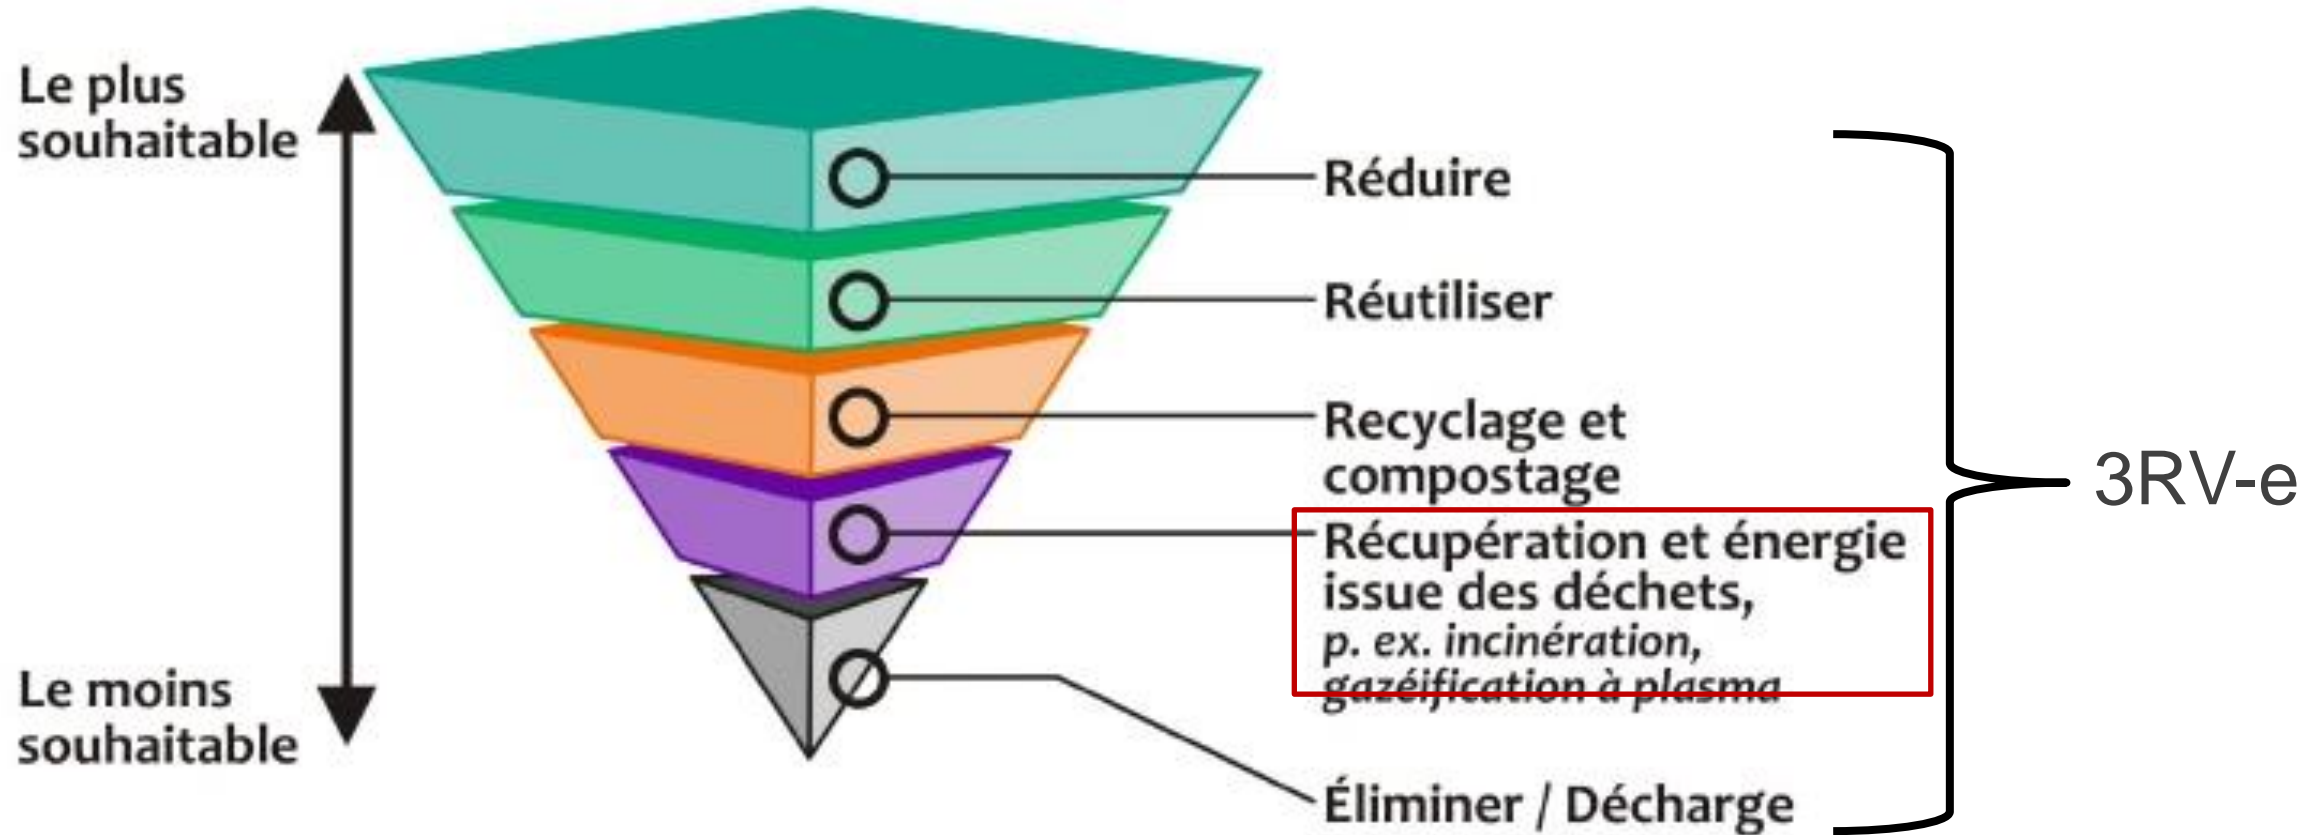 Le plus
souhaitable
Réduire
Réutiliser
Recyclage et
compostage
Récupération et énergie
issue des déchets,
p. ex. incinération,
gazéification à plasma
Éliminer / Décharge
Le moins
souhaitable
3RV-e